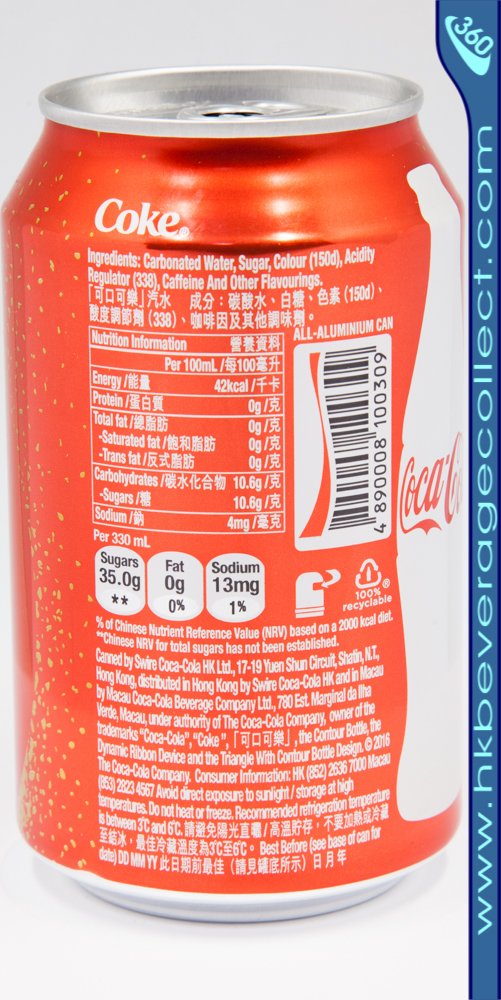 360
www.hkbeveragecollect.com
Coke
Ingredients: Carbonated Water, Sugar, Colour (150d), Acidity
Regulator (338), Caffeine And Other Flavourings.
「可口可樂」汽水 成分：碳酸水、白糖、色素 (150d)、
酸度調節劑 (338)、咖啡因及其他調味劑。
Nutrition Information 營養資料
Per 100mL /每100毫升
Energy /能量 42kcal /千卡
Protein /蛋白質 0g /克
Total fat /總脂肪 0g /克
-Saturated fat /飽和脂肪 0g /克
-Trans fat /反式脂肪 0g /克
Carbohydrates /碳水化合物 10.6g /克
-Sugars /糖 10.6g /克
Sodium /鈉 4mg /毫克
ALL-ALUMINIUM CAN
4 890008 100309
Coca-C
Per 330 mL
Sugars 35.0g **
Fat 0g 0%
Sodium 13mg 1%
100% recyclable
% of Chinese Nutrient Reference Value (NRV) based on a 2000 kcal diet.
**Chinese NRV for total sugars has not been established.
Canned by Swire Coca-Cola HK Ltd., 17-19 Yuen Shun Circuit, Shatin, N.T.,
Hong Kong, distributed in Hong Kong by Swire Coca-Cola HK and in Macau
by Macau Coca-Cola Beverage Company Ltd., 780 Est. Marginal da Ilha
Verde, Macau, under authority of The Coca-Cola Company, owner of the
trademarks "Coca-Cola", "Coke", 「可口可樂」, the Contour Bottle, the
Dynamic Ribbon Device and the Triangle With Contour Bottle Design. © 2016
The Coca-Cola Company. Consumer Information: HK (852) 2636 7000 Macau
(853) 2823 4567 Avoid direct exposure to sunlight / storage at high
temperatures. Do not heat or freeze. Recommended refrigeration temperature
is between 3℃ and 6℃. 請避免陽光直曬/高溫貯存，不要加熱或冷藏
至結冰，最佳冷藏溫度為3℃至6℃。 Best Before (see base of can for
date) DD MM YY 此日期前最佳（請見罐底所示）日月年